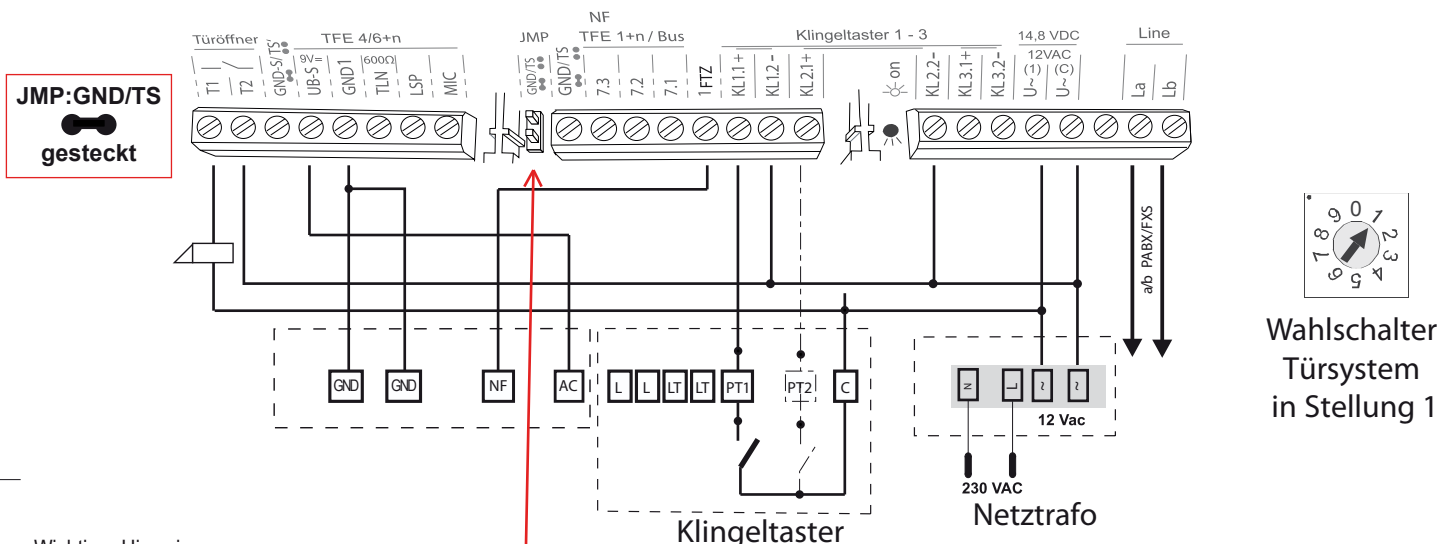 NF
Türöffner
TFE 4/6+n
JMP
TFE 1+n / Bus
Klingeltaster 1 - 3
14,8 VDC
Line
12VAC
(1) (C)
T1
T2
GND-S/TS'
9V=
UB-S
GND1
600Ω
TLN
LSP
MIC
GND/TS
GND/TS
7.3
7.2
7.1
1FTZ
KL1.1+
KL1.2-
KL2.1+
on
KL2.2-
KL3.1+
KL3.2-
U~
U~
La
Lb
JMP:GND/TS
gesteckt
a/b PABX/FXS
0 1 2 3 4 5 6 7 8 9
Wahlschalter
Türsystem
in Stellung 1
GND GND NF AC L L LT LT PT1 PT2 C N L ~ ~
12 Vac
230 VAC
Netztrafo
Klingeltaster